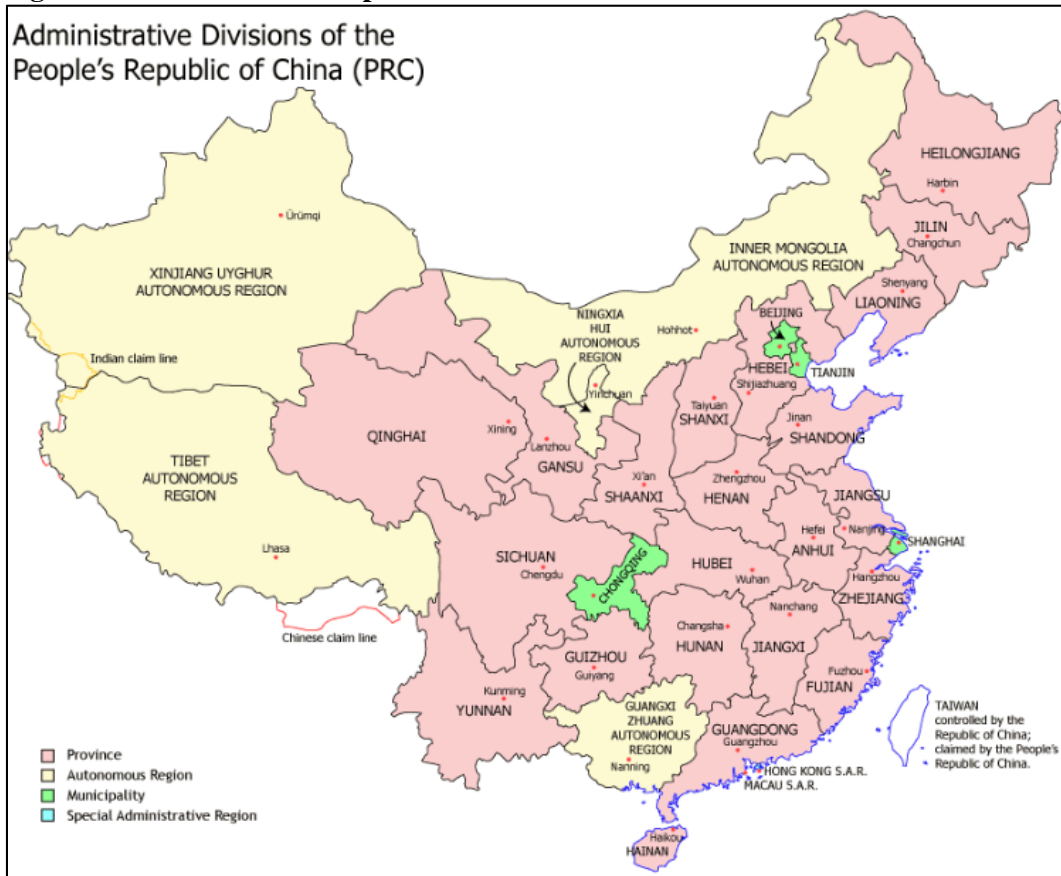 Administrative Divisions of the
People's Republic of China (PRC)
HEILONGJIANG
Harbin
JILIN
Changchun
Ürümqi
INNER MONGOLIA
AUTONOMOUS REGION
XINJIANG UYGHUR
AUTONOMOUS REGION
Shenyang
LIAONING
BEIJING
NINGXIA
HUI
AUTONOMOUS
REGION
Hohhot
Indian claim line
HEBEI
TIANJIN
Shijiazhuang
Yinchuan
Taiyuan
SHANXI
Jinan
SHANDONG
QINGHAI
Xining
Lanzhou
GANSU
TIBET
AUTONOMOUS
REGION
Xi'an
SHAANXI
Zhengzhou
HENAN
JIANGSU
Nanjing
Hefei
ANHUI
SHANGHAI
Lhasa
SICHUAN
Chengdu
CHONGQING
HUBEI
Wuhan
Hangzhou
ZHEJIANG
Chinese claim line
Nanchang
JIANGXI
Changsha
HUNAN
GUIZHOU
Guiyang
Fuzhou
FUJIAN
Kunming
YUNNAN
GUANGXI
ZHUANG
AUTONOMOUS
REGION
Nanning
GUANGDONG
Guangzhou
TAIWAN
controlled by the
Republic of China;
claimed by the People's
Republic of China.
HONG KONG S.A.R.
MACAU S.A.R.
Haikou
HAINAN
Province
Autonomous Region
Municipality
Special Administrative Region